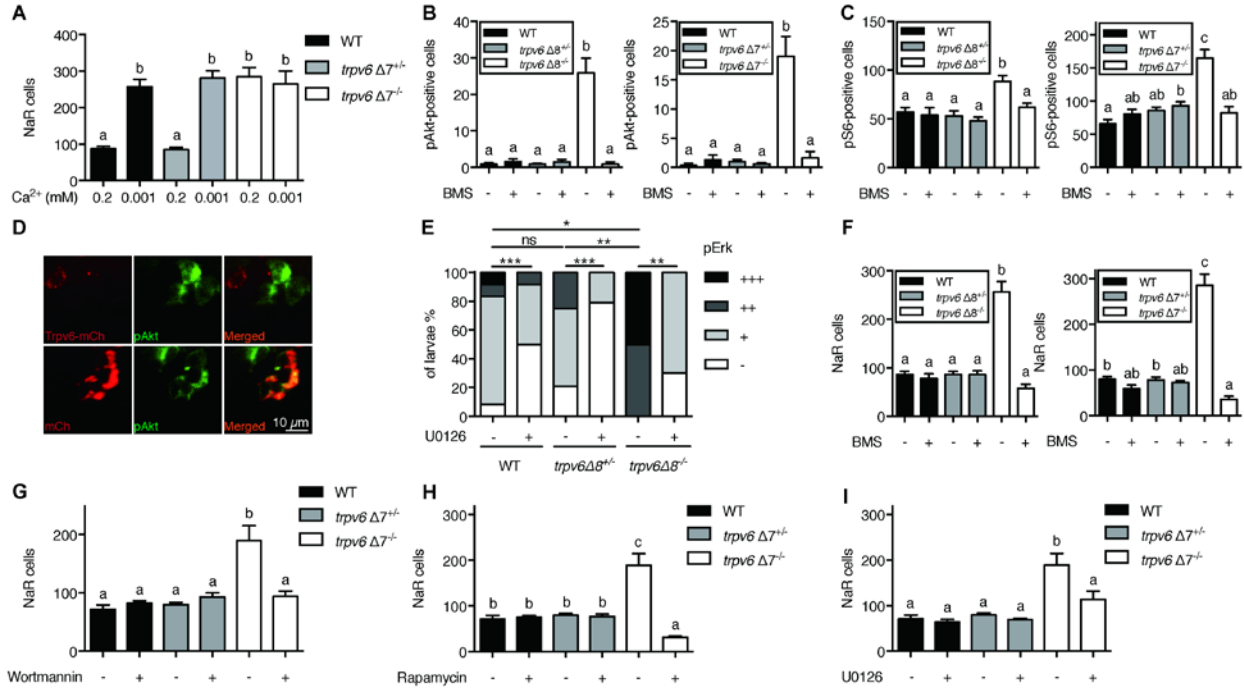 A
NaR cells
400
300
200
100
0
b
b
b
b
a
a
Ca²⁺ (mM)
0.2 0.001 0.2 0.001 0.2 0.001
WT
trpv6 Δ7⁺/⁻
trpv6 Δ7⁻/⁻
B
pAkt-positive cells
40
30
20
10
0
WT
trpv6 Δ8⁺/⁻
trpv6 Δ8⁻/⁻
a a a a b a
BMS - + - + - +
pAkt-positive cells
25
20
15
10
5
0
WT
trpv6 Δ7⁺/⁻
trpv6 Δ7⁻/⁻
a a a a b a
BMS - + - + - +
C
pS6-positive cells
150
100
50
0
WT
trpv6 Δ8⁺/⁻
trpv6 Δ8⁻/⁻
a a a a b a
BMS - + - + - +
pS6-positive cells
200
150
100
50
0
WT
trpv6 Δ7⁺/⁻
trpv6 Δ7⁻/⁻
a ab ab b c ab
BMS - + - + - +
D
Trpv6-mCh pAkt Merged
mCh pAkt Merged
10 µm
E
of larvae %
100
80
60
40
20
0
*
ns **
*** *** **
pErk
+++
++
+
-
U0126 - + - + - +
WT trpv6Δ8⁺/⁻ trpv6Δ8⁻/⁻
F
NaR cells
300
200
100
0
WT
trpv6 Δ8⁺/⁻
trpv6 Δ8⁻/⁻
a a a a b a
BMS - + - + - +
NaR cells
300
200
100
0
WT
trpv6 Δ7⁺/⁻
trpv6 Δ7⁻/⁻
b ab b ab c a
BMS - + - + - +
G
NaR cells
200
100
0
a a a a b a
Wortmannin - + - + - +
WT
trpv6 Δ7⁺/⁻
trpv6 Δ7⁻/⁻
H
NaR cells
300
200
100
0
b b b b c a
Rapamycin - + - + - +
WT
trpv6 Δ7⁺/⁻
trpv6 Δ7⁻/⁻
I
NaR cells
300
200
100
0
a a a a b a
U0126 - + - + - +
WT
trpv6 Δ7⁺/⁻
trpv6 Δ7⁻/⁻